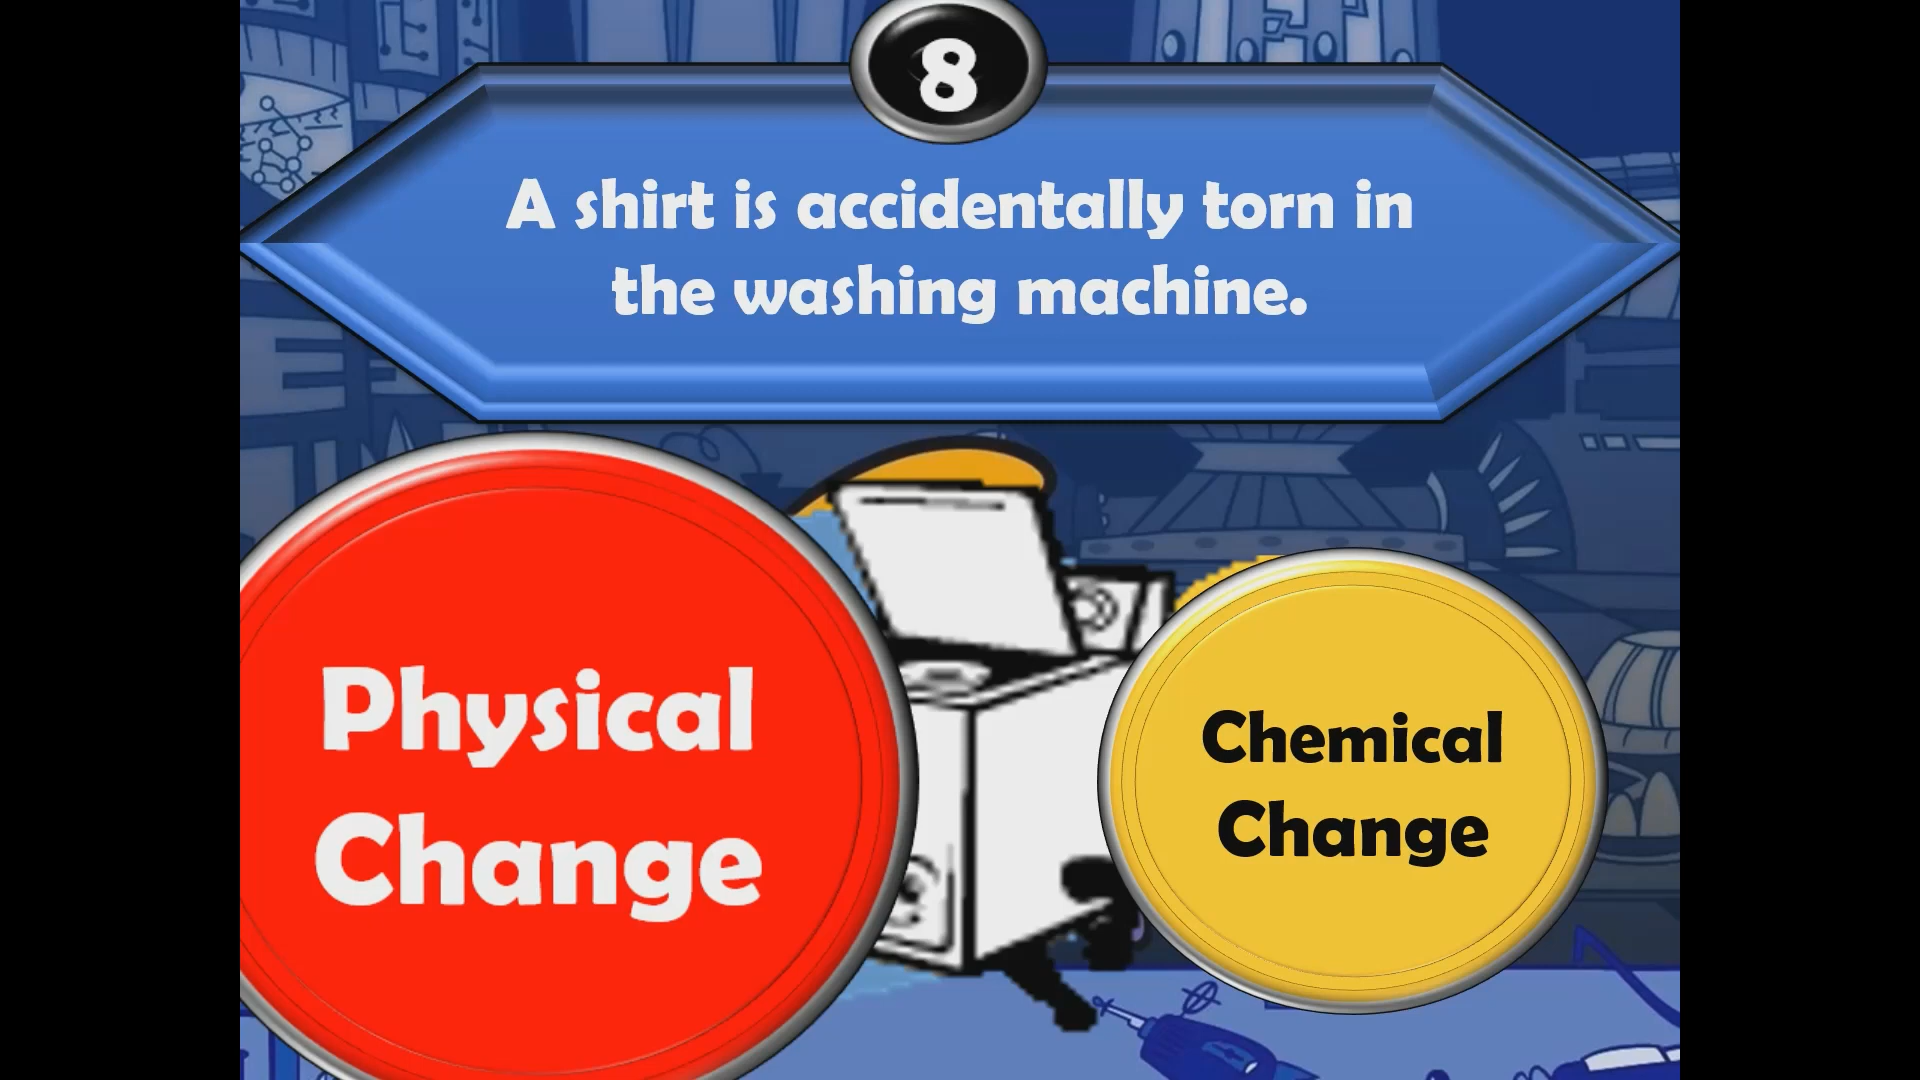 8
A shirt is accidentally torn in
the washing machine.
Physical
Change
Chemical
Change